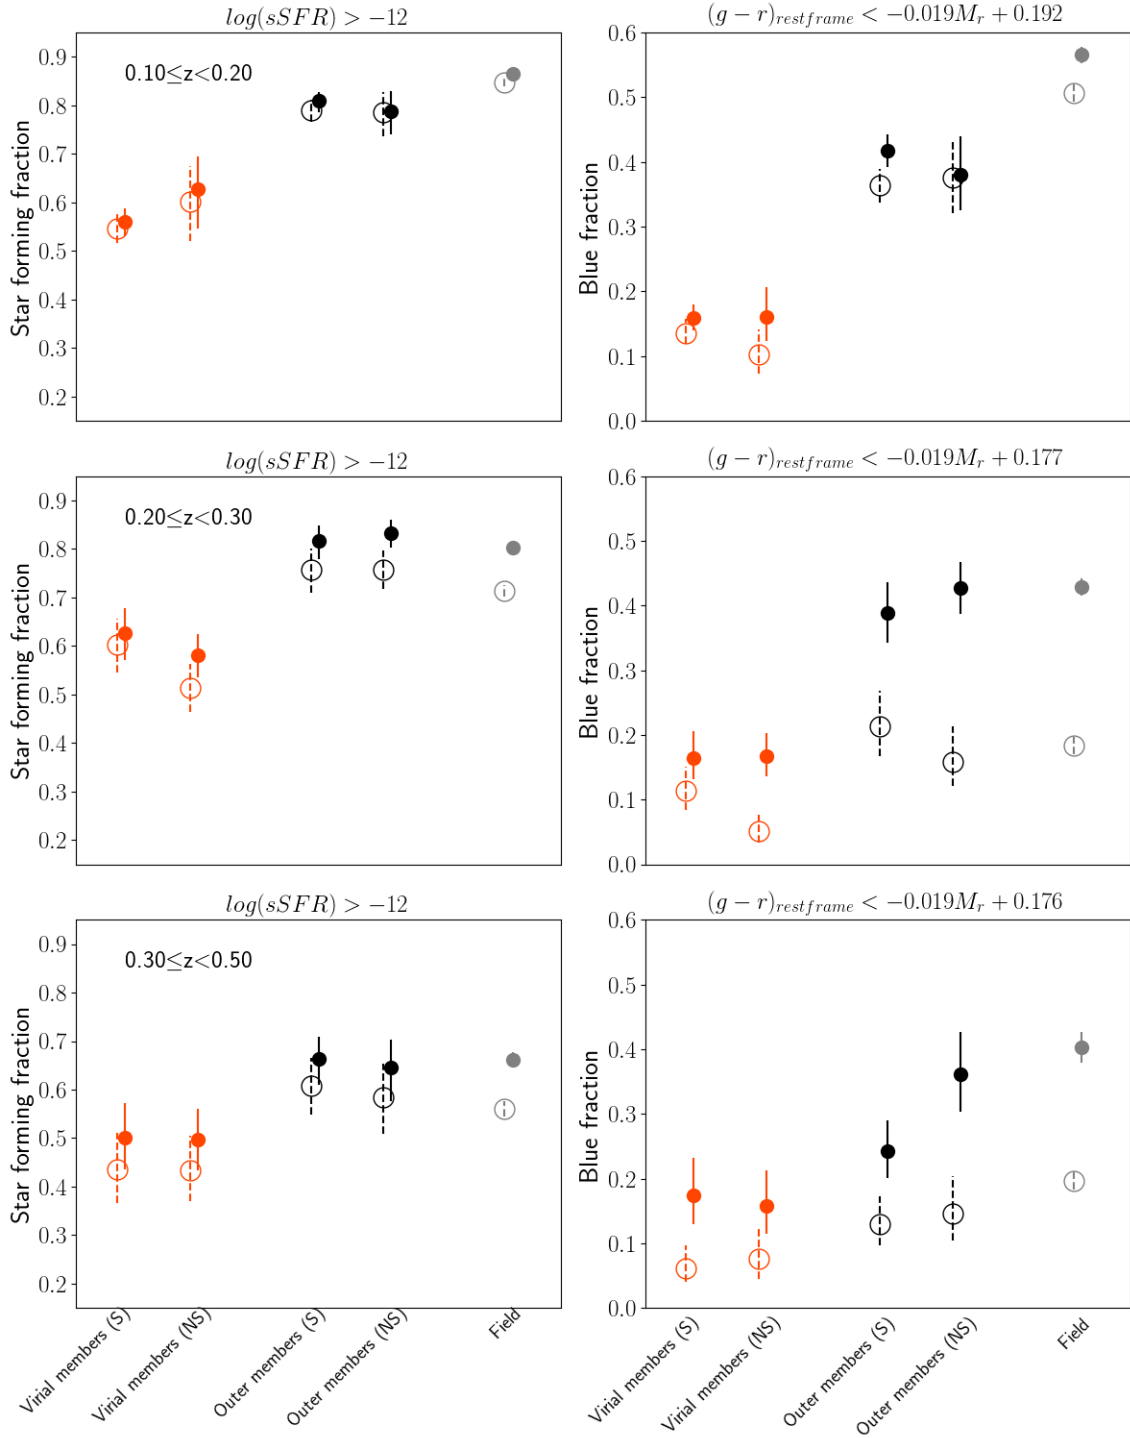 log(sSFR) > −12
(g − r)restframe < −0.019Mr + 0.192
0.9
0.8
0.7
0.6
0.5
0.4
0.3
0.2
Star forming fraction
0.10≤z<0.20
0.6
0.5
0.4
0.3
0.2
0.1
0.0
Blue fraction
log(sSFR) > −12
(g − r)restframe < −0.019Mr + 0.177
0.9
0.8
0.7
0.6
0.5
0.4
0.3
0.2
Star forming fraction
0.20≤z<0.30
0.6
0.5
0.4
0.3
0.2
0.1
0.0
Blue fraction
log(sSFR) > −12
(g − r)restframe < −0.019Mr + 0.176
0.9
0.8
0.7
0.6
0.5
0.4
0.3
0.2
Star forming fraction
0.30≤z<0.50
0.6
0.5
0.4
0.3
0.2
0.1
0.0
Blue fraction
Virial members (S)
Virial members (NS)
Outer members (S)
Outer members (NS)
Field
Virial members (S)
Virial members (NS)
Outer members (S)
Outer members (NS)
Field